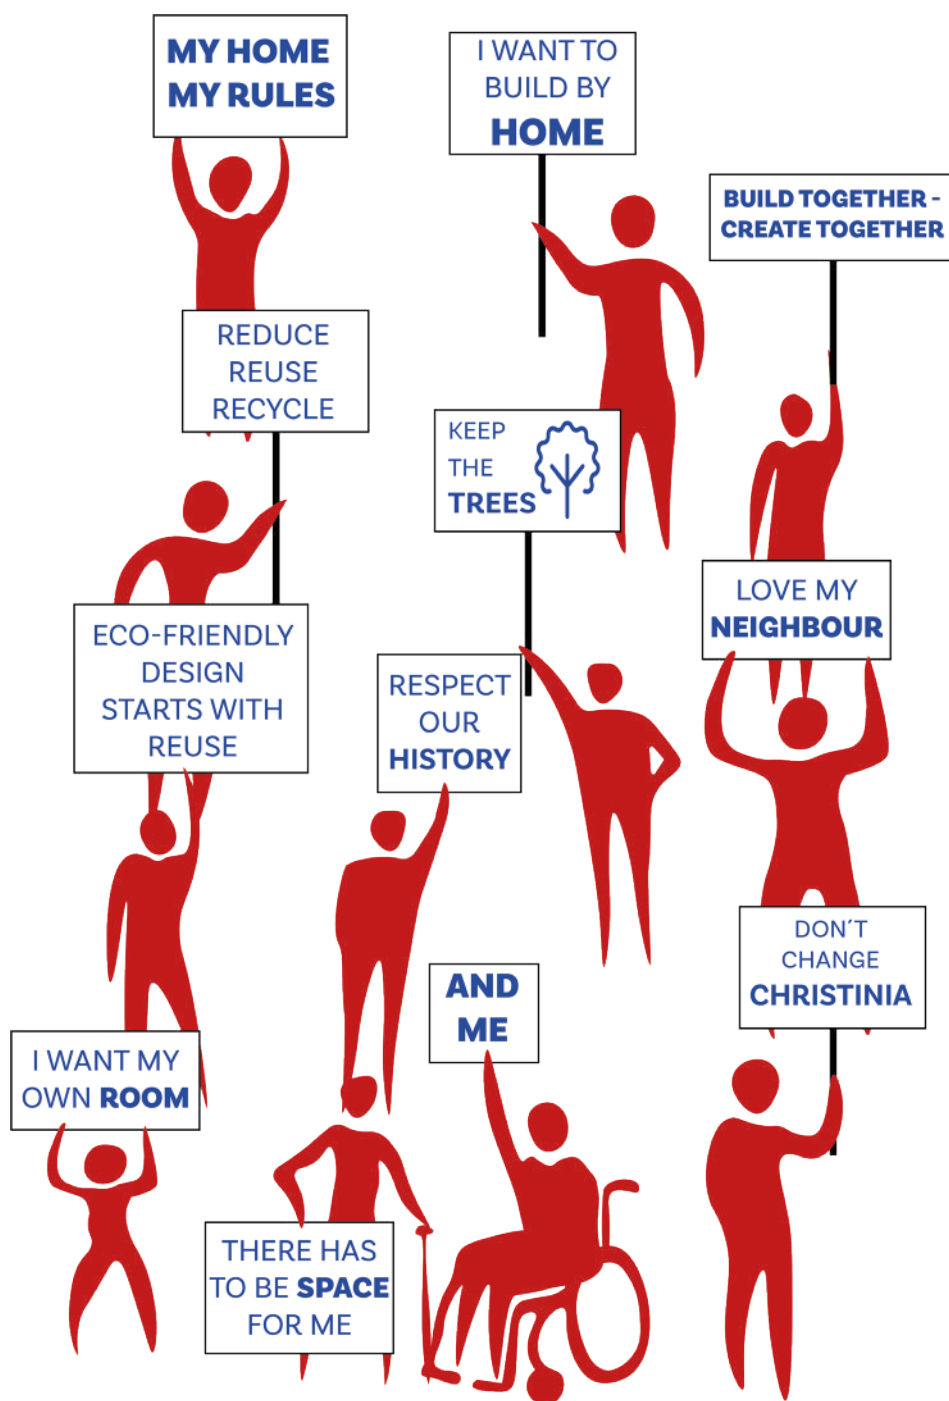 MY HOME
MY RULES
I WANT TO
BUILD BY
HOME
BUILD TOGETHER -
CREATE TOGETHER
REDUCE
REUSE
RECYCLE
KEEP
THE
TREES
LOVE MY
NEIGHBOUR
ECO-FRIENDLY
DESIGN
STARTS WITH
REUSE
RESPECT
OUR
HISTORY
DON´T
CHANGE
CHRISTINIA
AND
ME
I WANT MY
OWN ROOM
THERE HAS
TO BE SPACE
FOR ME